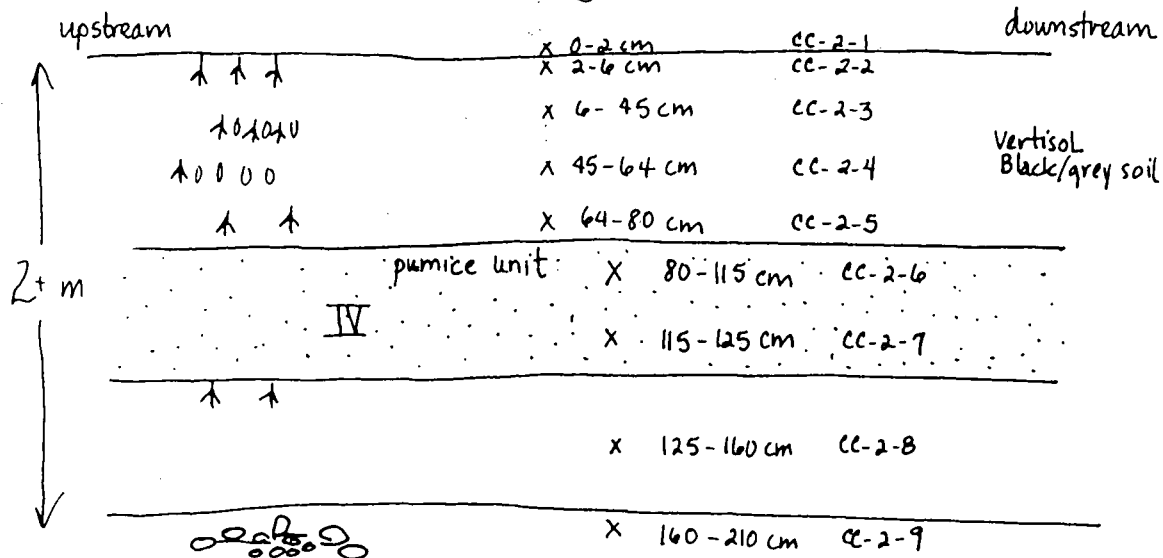 upstream downstream
x 0-2 cm cc-2-1
x 2-6 cm cc-2-2
x 6-45 cm cc-2-3
Vertisol
Black/grey soil
x 45-64 cm cc-2-4
x 64-80 cm cc-2-5
2+ m
pumice unit: x 80-115 cm cc-2-6
IV
x 115-125 cm cc-2-7
x 125-160 cm cc-2-8
x 160-210 cm cc-2-9